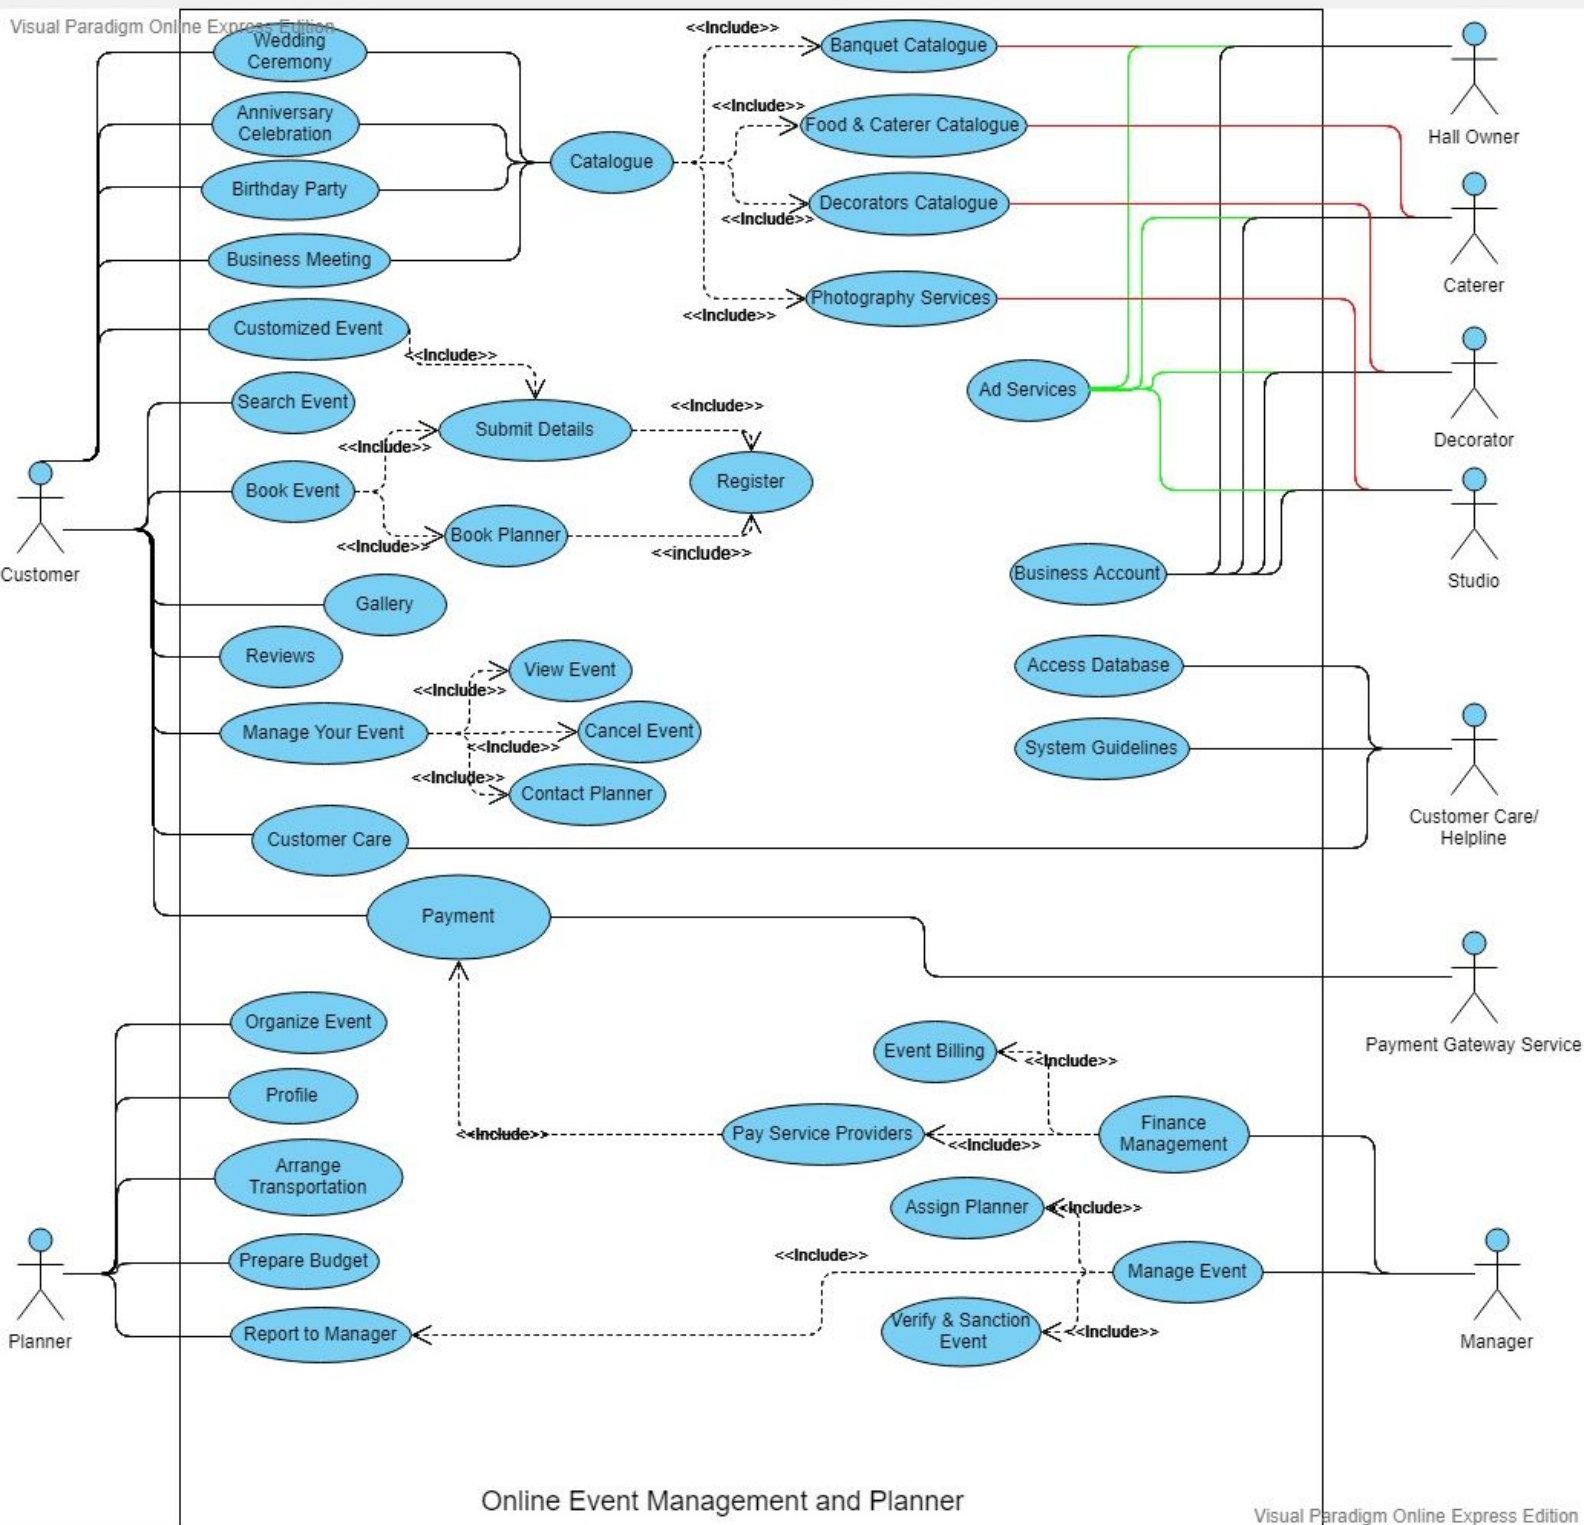 Visual Paradigm Online Express Edition
Wedding
Ceremony
Anniversary
Celebration
Birthday Party
Business Meeting
Customized Event
Search Event
Book Event
Gallery
Reviews
Manage Your Event
Customer Care
Payment
Organize Event
Profile
Arrange
Transportation
Prepare Budget
Report to Manager
Customer
Planner
Catalogue
<<Include>>
Banquet Catalogue
<<Include>>
Food & Caterer Catalogue
Decorators Catalogue
<<Include>>
Photography Services
<<Include>>
<<Include>>
Submit Details
<<Include>>
<<Include>>
Register
Book Planner
<<Include>>
<<include>>
View Event
<<Include>>
Cancel Event
<<Include>>
<<Include>>
Contact Planner
Ad Services
Business Account
Access Database
System Guidelines
Event Billing
<<Include>>
Pay Service Providers
<<Include>>
<<Include>>
Finance
Management
Assign Planner
<<Include>>
<<Include>>
Manage Event
Verify & Sanction
Event
<<Include>>
Hall Owner
Caterer
Decorator
Studio
Customer Care/
Helpline
Payment Gateway Service
Manager
Online Event Management and Planner
Visual Paradigm Online Express Edition